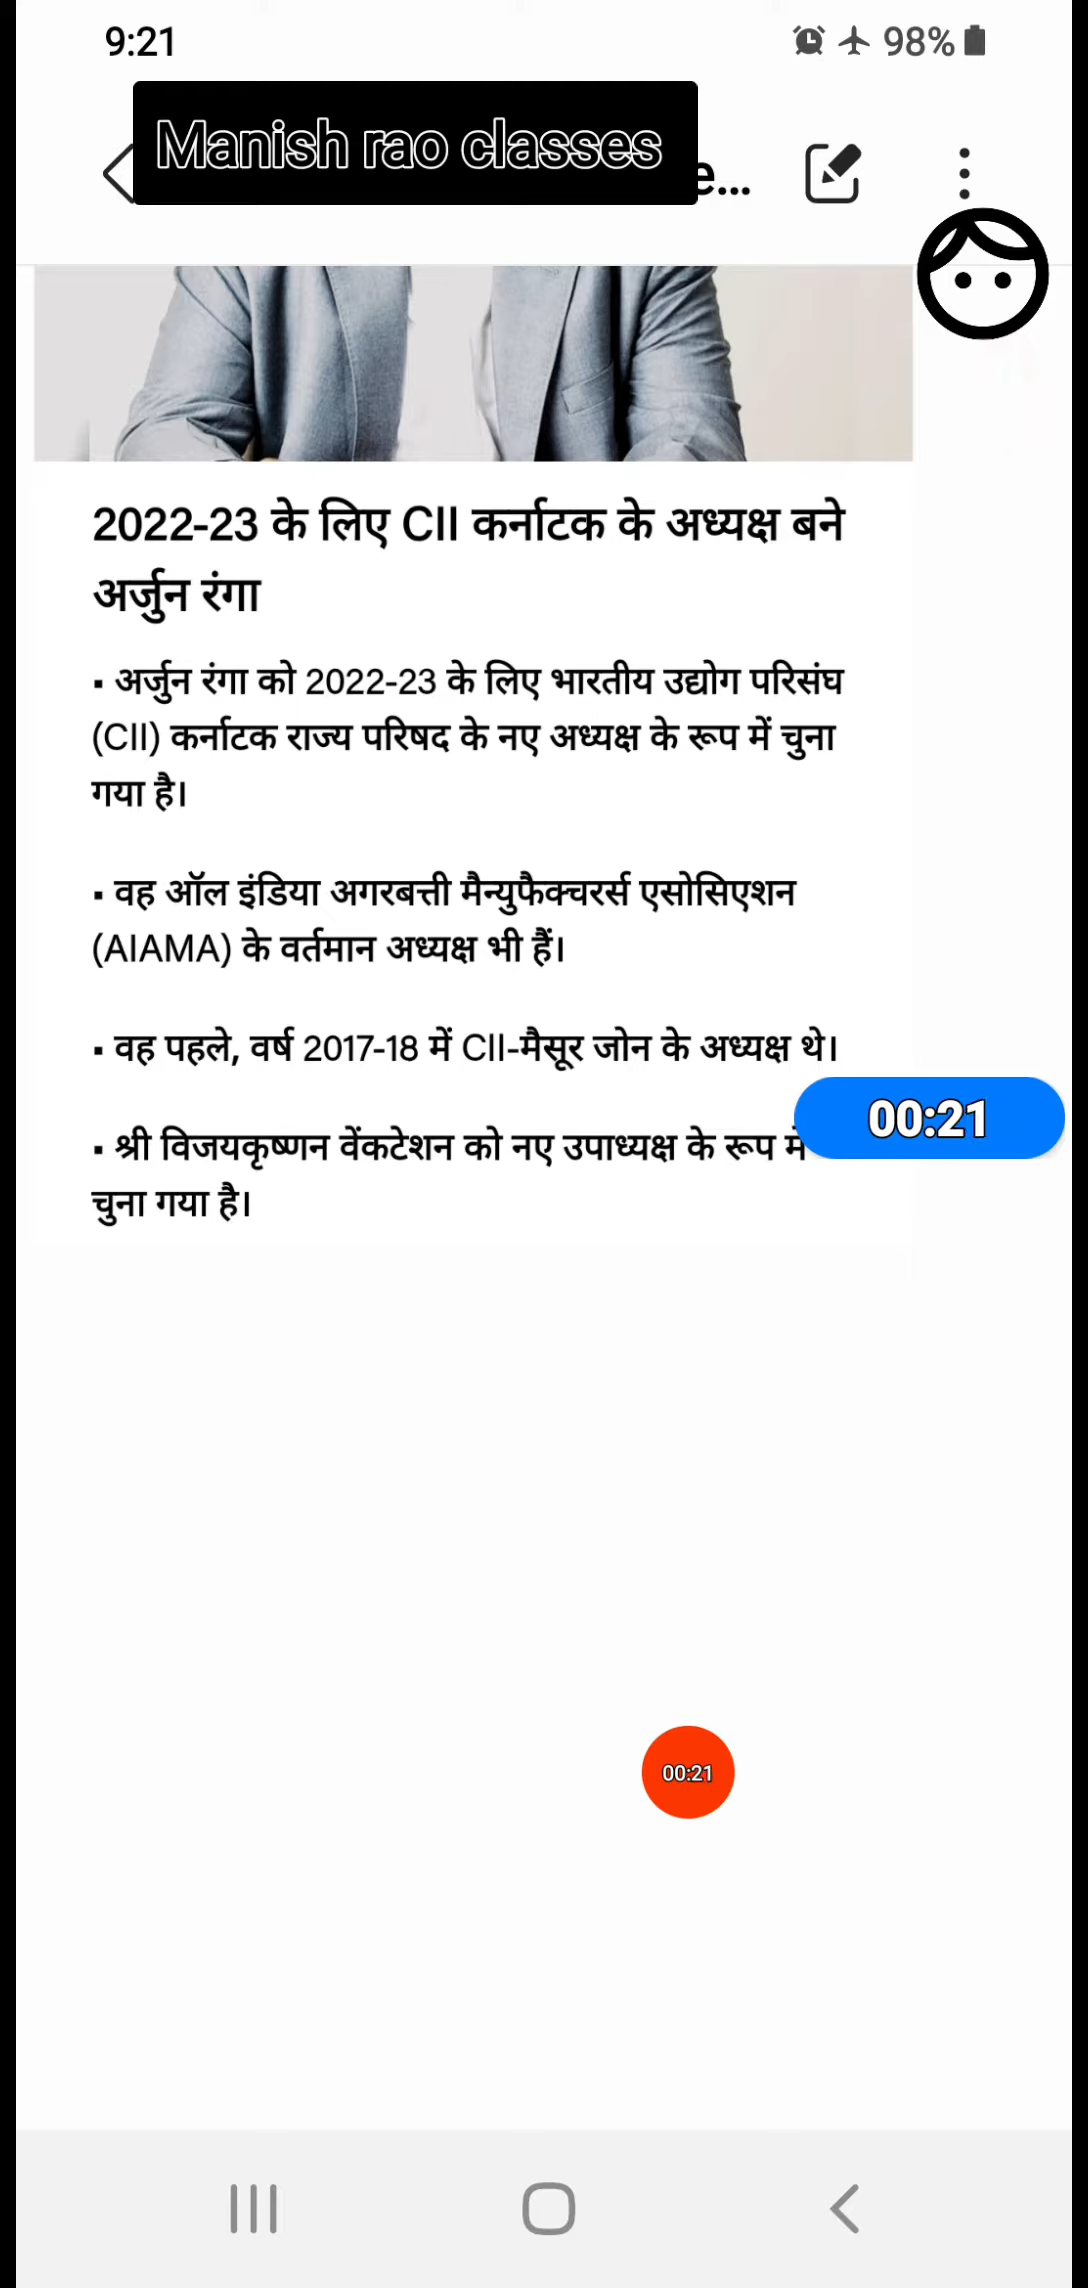 9:21
98%
Manish rao classes
e...
2022-23 के लिए CII कर्नाटक के अध्यक्ष बने
अर्जुन रंगा
▪ अर्जुन रंगा को 2022-23 के लिए भारतीय उद्योग परिसंघ
(CII) कर्नाटक राज्य परिषद के नए अध्यक्ष के रूप में चुना
गया है।
▪ वह ऑल इंडिया अगरबत्ती मैन्युफैक्चरर्स एसोसिएशन
(AIAMA) के वर्तमान अध्यक्ष भी हैं।
▪ वह पहले, वर्ष 2017-18 में CII-मैसूर जोन के अध्यक्ष थे।
00:21
▪ श्री विजयकृष्णन वेंकटेशन को नए उपाध्यक्ष के रूप में
चुना गया है।
00:21